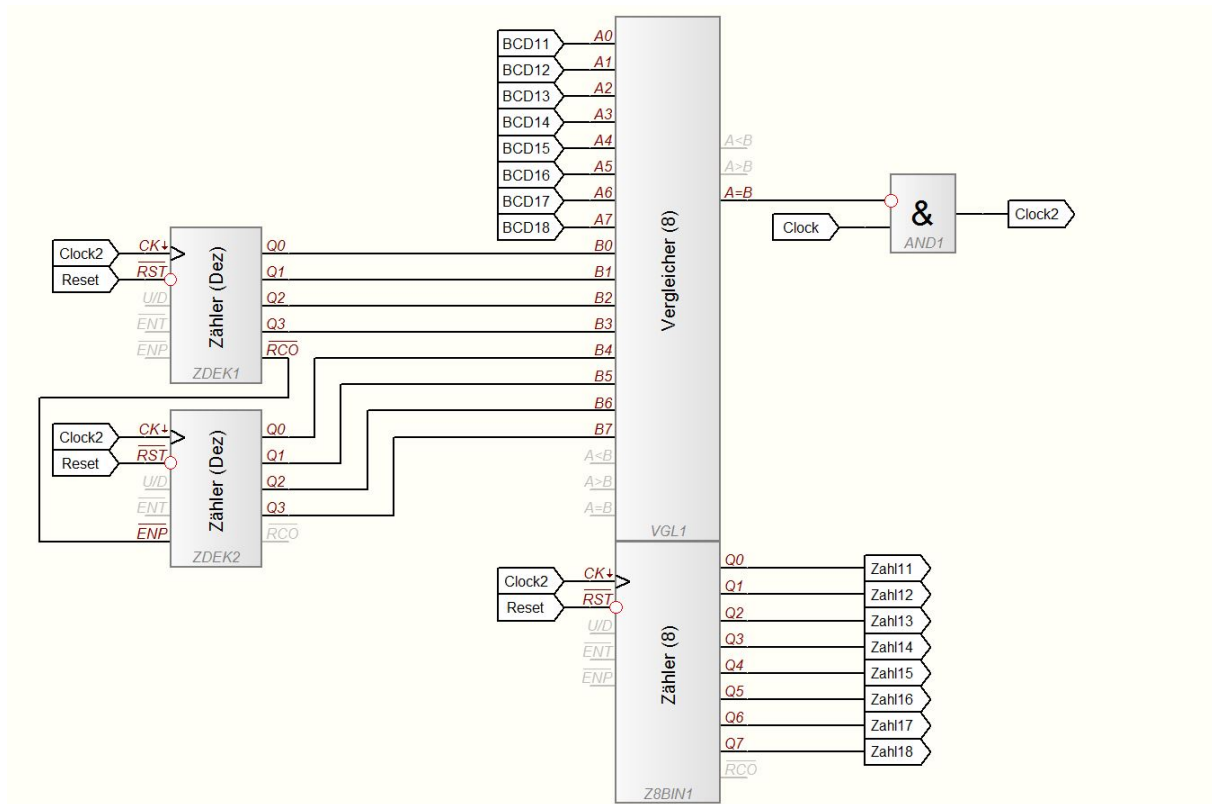 BCD11 A0
BCD12 A1
BCD13 A2
BCD14 A3
BCD15 A4
BCD16 A5
BCD17 A6
BCD18 A7
A<B
A>B
A=B
Vergleicher (8)
Clock
&
AND1
Clock2
Clock2 CK↓
Reset RST
U/D
ENT
ENP
Zähler (Dez)
ZDEK1
Q0
Q1
Q2
Q3
RCO
B0
B1
B2
B3
B4
B5
B6
B7
A<B
A>B
A=B
VGL1
Clock2 CK↓
Reset RST
U/D
ENT
ENP
Zähler (Dez)
ZDEK2
Q0
Q1
Q2
Q3
RCO
Clock2 CK↓
Reset RST
U/D
ENT
ENP
Zähler (8)
Z8BIN1
Q0 Zahl11
Q1 Zahl12
Q2 Zahl13
Q3 Zahl14
Q4 Zahl15
Q5 Zahl16
Q6 Zahl17
Q7 Zahl18
RCO